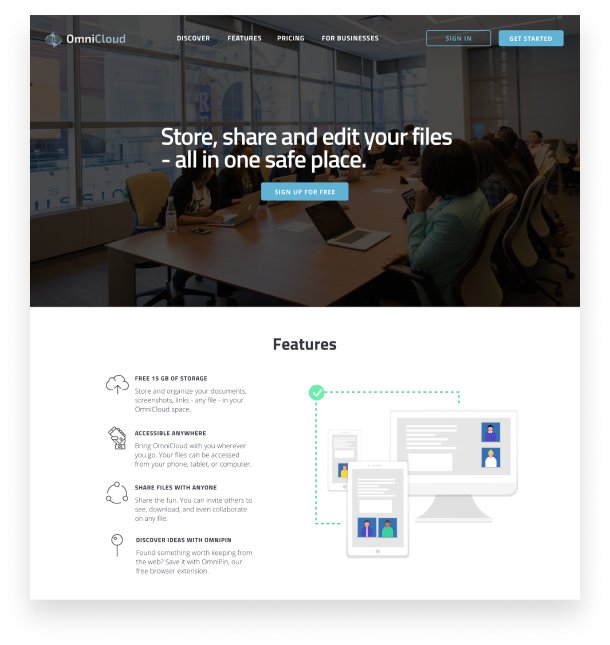 OmniCloud
DISCOVER FEATURES PRICING FOR BUSINESSES
SIGN IN
GET STARTED
Store, share and edit your files
- all in one safe place.
SIGN UP FOR FREE
Features
FREE 15 GB OF STORAGE
Store and organize your documents,
screenshots, links - any file - in your
OmniCloud space.
ACCESSIBLE ANYWHERE
Bring OmniCloud with you wherever
you go. Your files can be accessed
from your phone, tablet, or computer.
SHARE FILES WITH ANYONE
Share the fun. You can invite others to
see, download, and even collaborate
on any file.
DISCOVER IDEAS WITH OMNIPIN
Found something worth keeping from
the web? Save it with OmniPin, our
free browser extension.